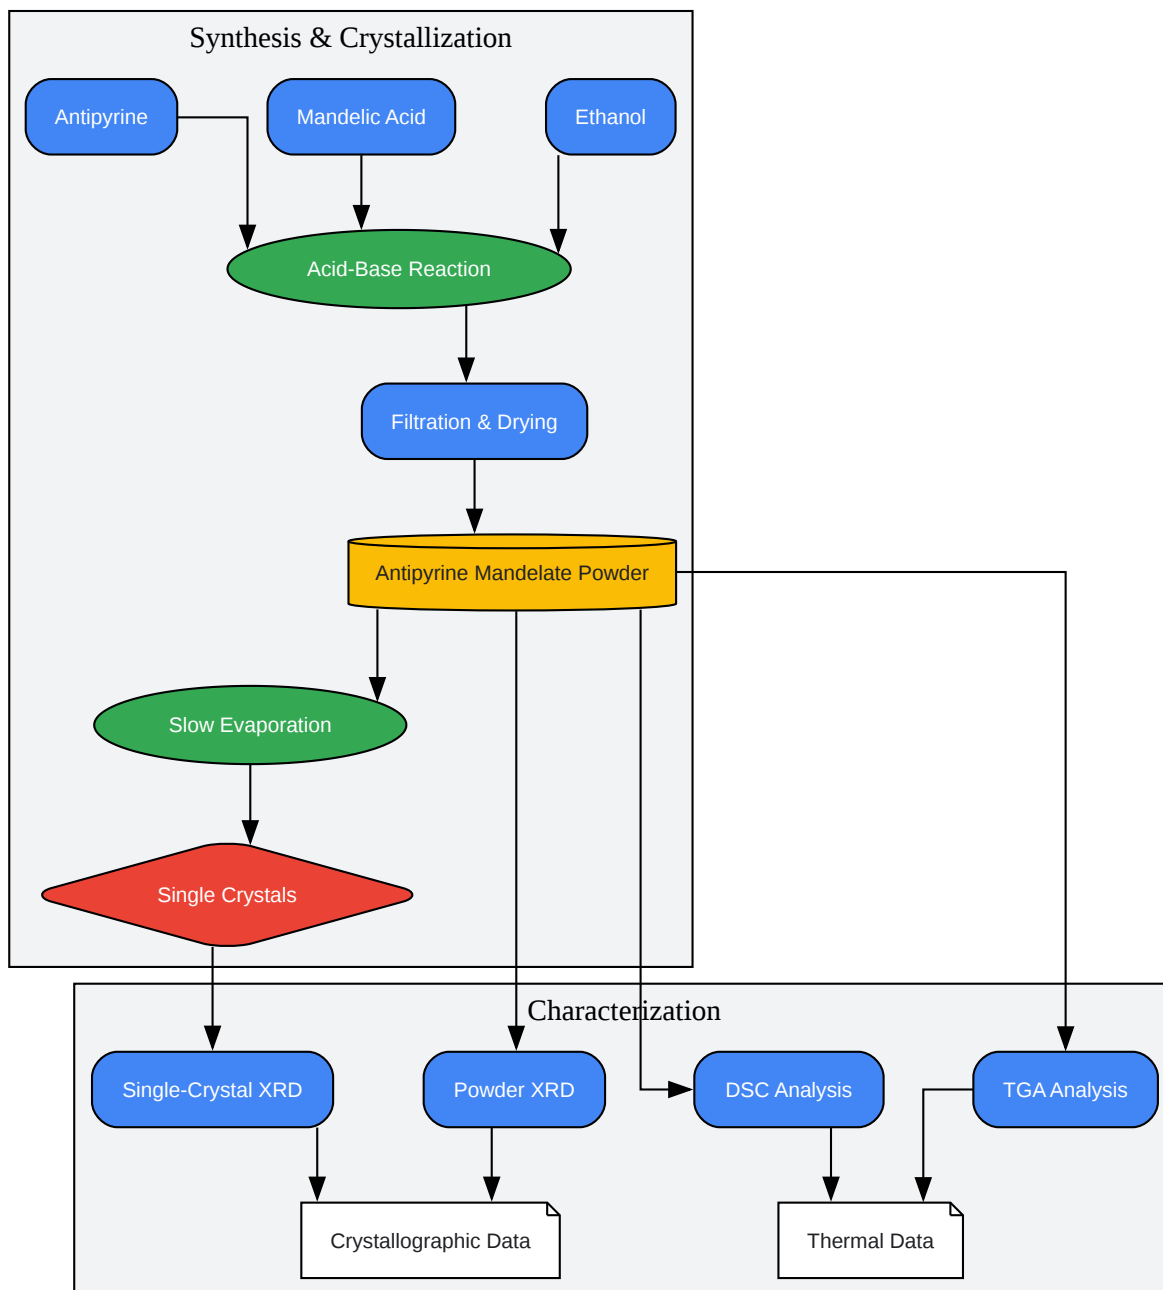 Synthesis & Crystallization
Antipyrine
Mandelic Acid
Ethanol
Acid-Base Reaction
Filtration & Drying
Antipyrine Mandelate Powder
Slow Evaporation
Single Crystals
Characterization
Single-Crystal XRD
Powder XRD
DSC Analysis
TGA Analysis
Crystallographic Data
Thermal Data